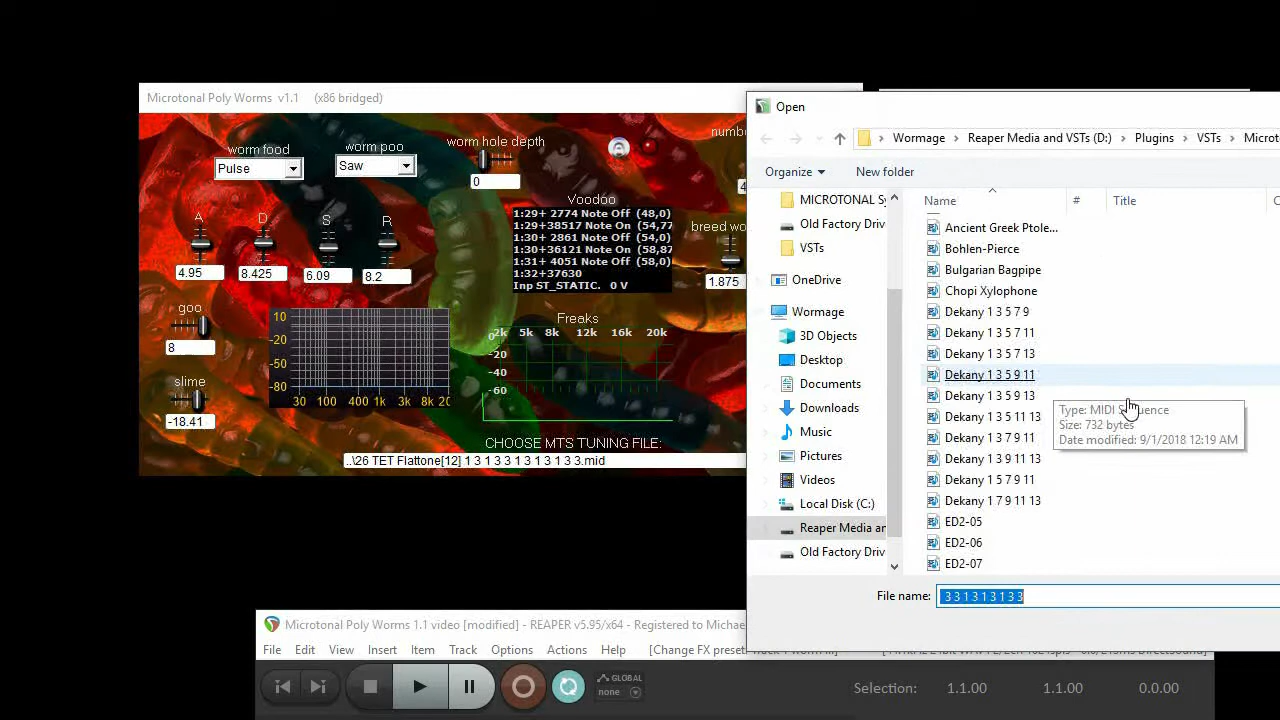 Microtonal Poly Worms v1.1 (x86 bridged)
worm food
Pulse
worm poo
Saw
worm hole depth
0
A
D
S
R
4.95
8.425
6.09
8.2
goo
8
slime
-18.41
10
-20
-50
-80
30 100 400 1k 3k 8k 20
Voodoo
1:29+ 2774 Note Off (48,0)
1:29+38517 Note On (54,77
1:30+ 2861 Note Off (54,0)
1:30+36121 Note On (58,87
1:31+ 4051 Note Off (58,0)
1:32+37630
Inp ST_STATIC. 0 V
Freaks
0 2k 5k 8k 12k 16k 20k
-20
-40
-60
breed wo
1.875
CHOOSE MTS TUNING FILE:
..\26 TET Flattone[12] 1 3 1 3 3 1 3 1 3 1 3 3.mid
Open
Wormage › Reaper Media and VSTs (D:) › Plugins › VSTs › Microt
Organize
New folder
MICROTONAL Sy
Old Factory Driv
VSTs
OneDrive
Wormage
3D Objects
Desktop
Documents
Downloads
Music
Pictures
Videos
Local Disk (C:)
Reaper Media an
Old Factory Driv
Name
#
Title
Ancient Greek Ptole...
Bohlen-Pierce
Bulgarian Bagpipe
Chopi Xylophone
Dekany 1 3 5 7 9
Dekany 1 3 5 7 11
Dekany 1 3 5 7 13
Dekany 1 3 5 9 11
Dekany 1 3 5 9 13
Dekany 1 3 5 11 13
Dekany 1 3 7 9 11
Dekany 1 3 9 11 13
Dekany 1 5 7 9 11
Dekany 1 7 9 11 13
ED2-05
ED2-06
ED2-07
Type: MIDI Sequence
Size: 732 bytes
Date modified: 9/1/2018 12:19 AM
File name:
3 3 1 3 1 3 1 3 3
Microtonal Poly Worms 1.1 video [modified] - REAPER v5.95/x64 - Registered to Michae
File Edit View Insert Item Track Options Actions Help
GLOBAL
none
Selection: 1.1.00 1.1.00 0.0.00